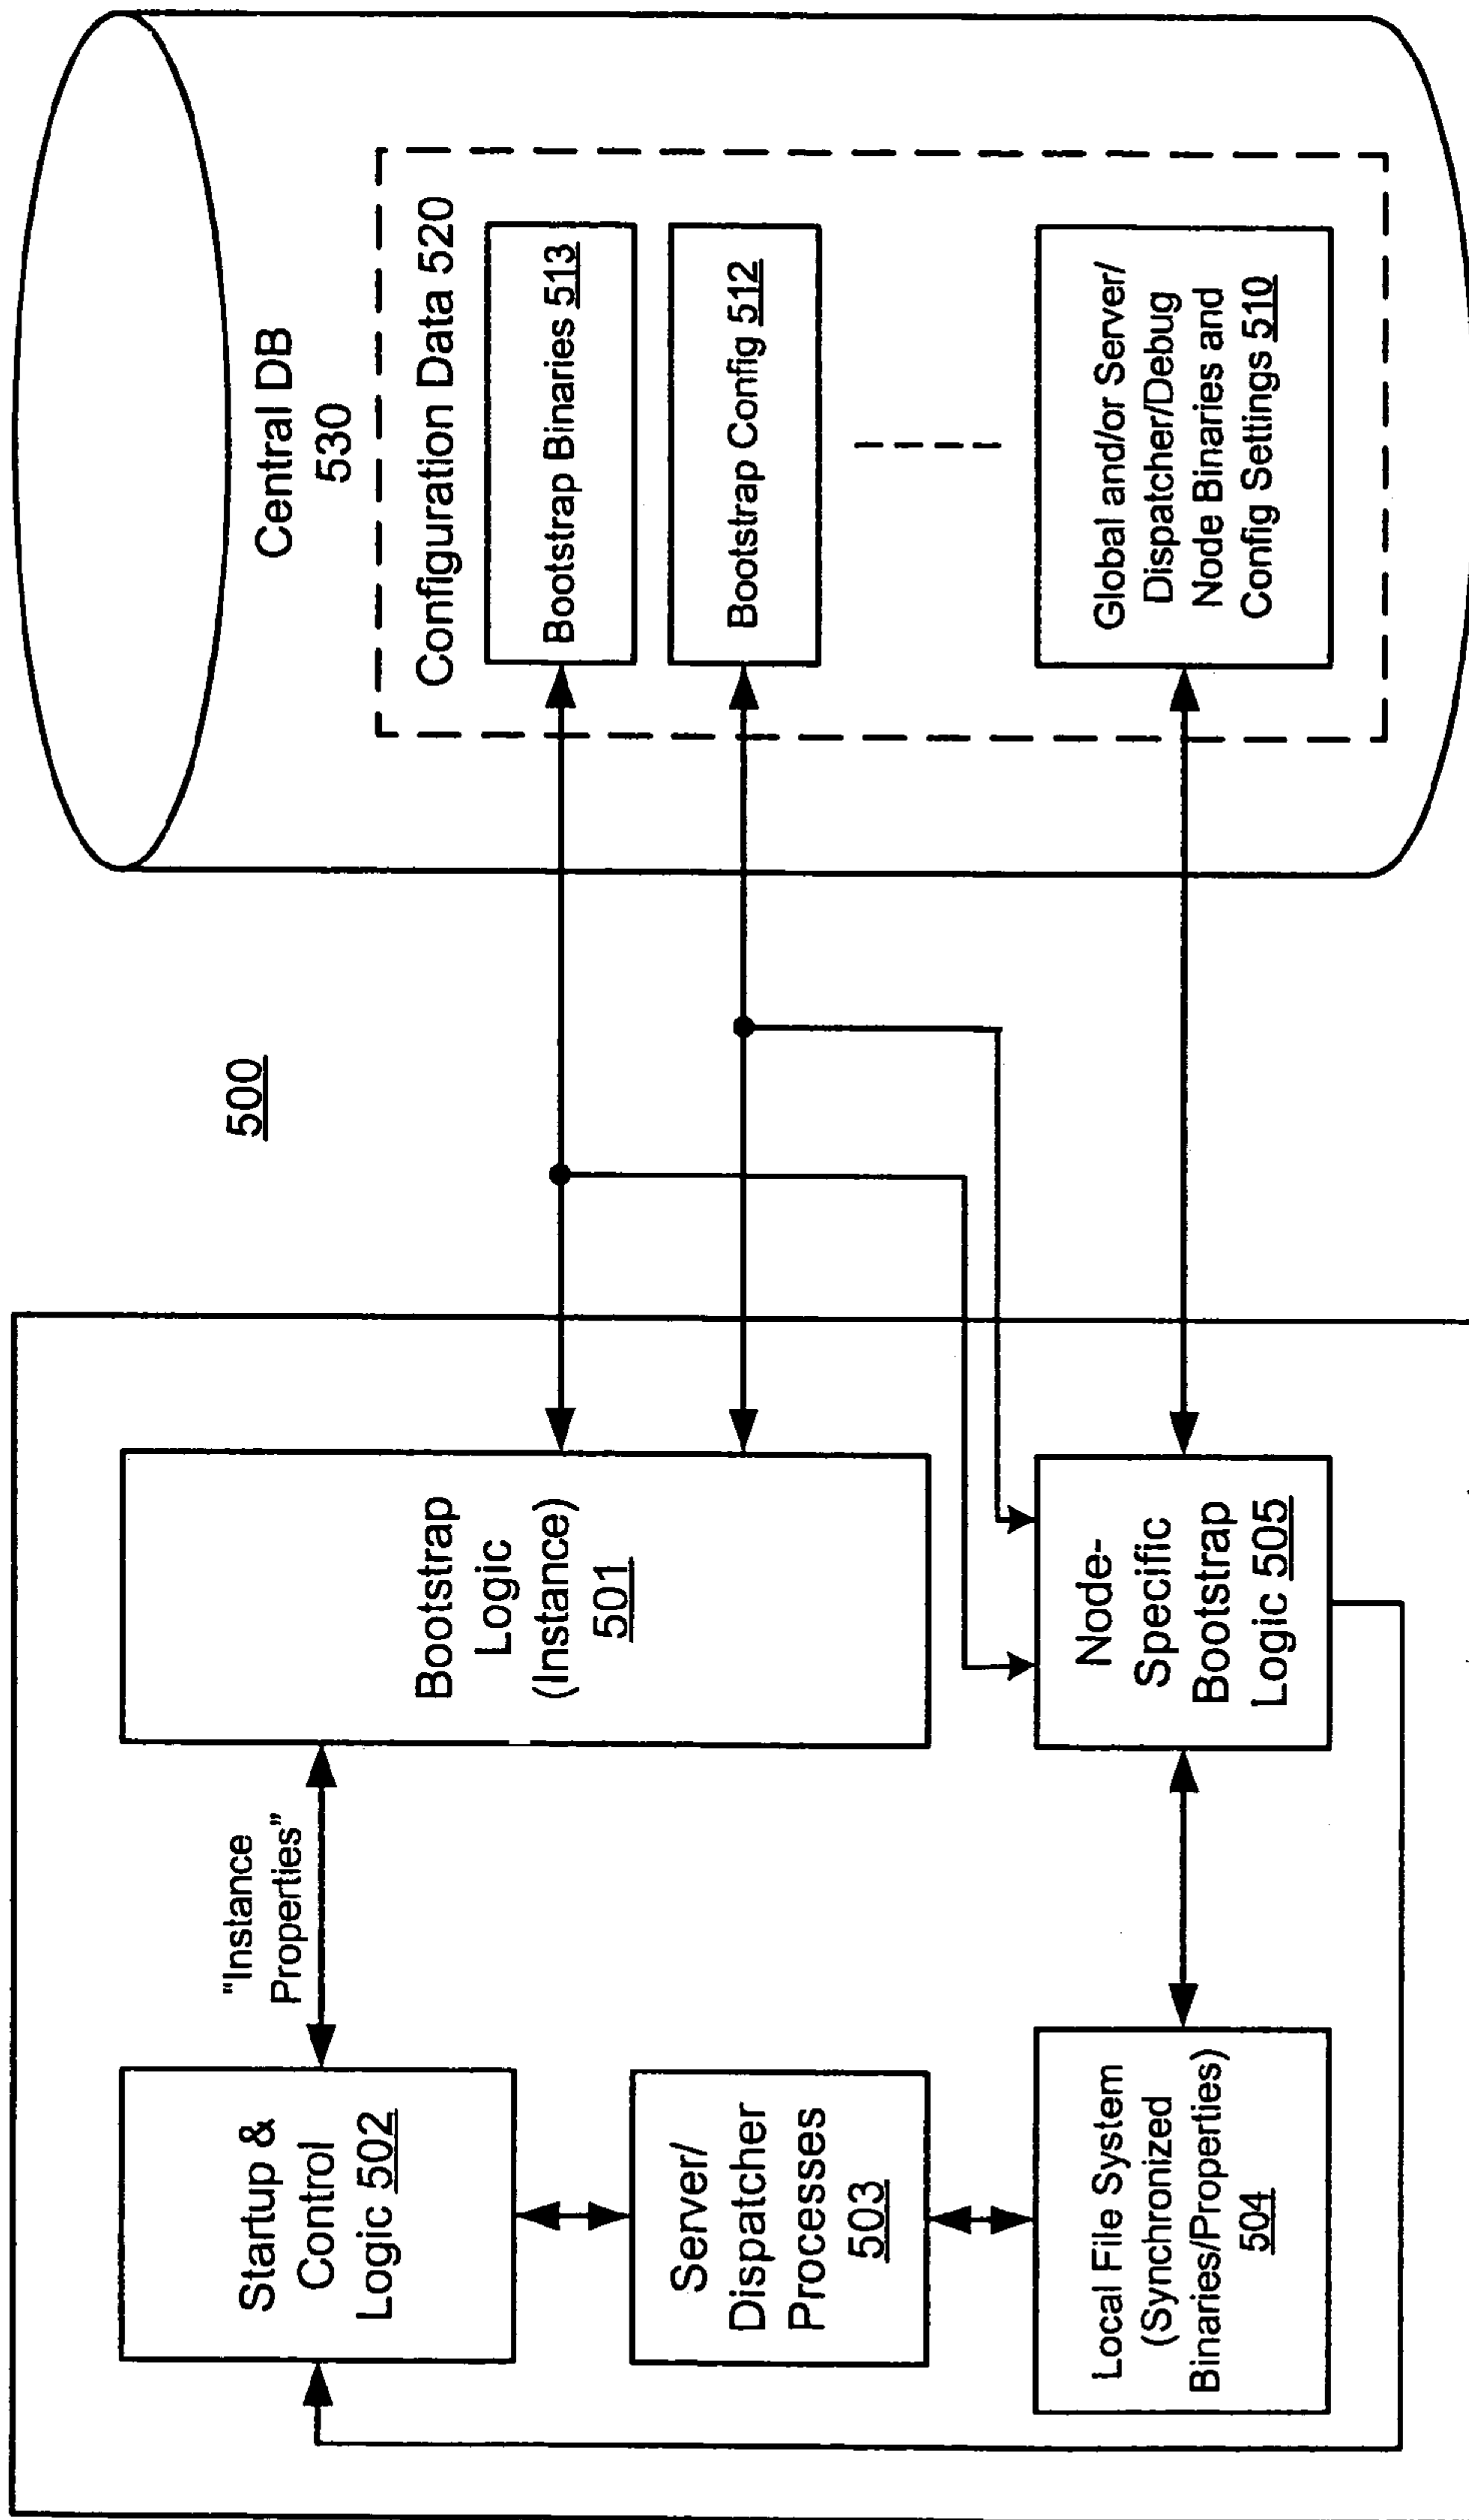 500
Central DB
530
Configuration Data 520
Bootstrap Binaries 513
Bootstrap Config 512
Global and/or Server/
Dispatcher/Debug
Node Binaries and
Config Settings 510
"Instance
Properties"
Startup &
Control
Logic 502
Bootstrap
Logic
(Instance)
501
Server/
Dispatcher
Processes
503
Local File System
(Synchronized
Binaries/Properties)
504
Node-
Specific
Bootstrap
Logic 505